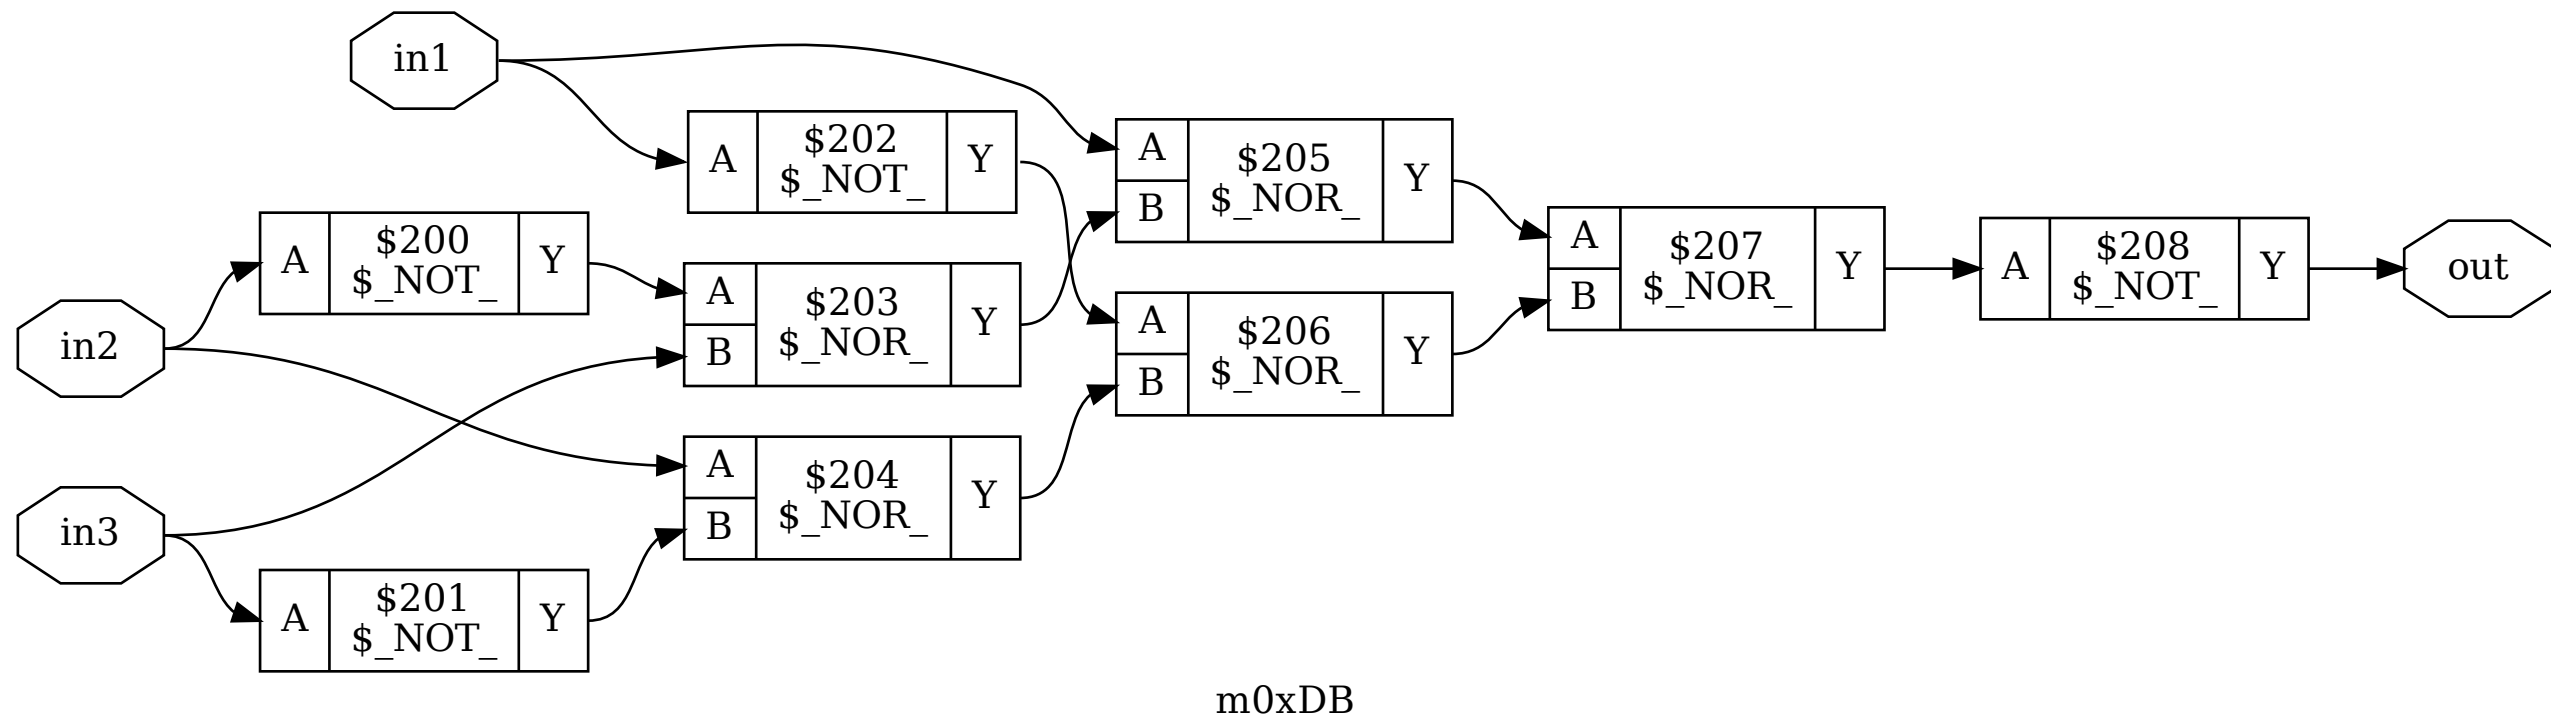 in1
A
$202
$_NOT_
Y
A
B
$205
$_NOR_
Y
in2
A
$200
$_NOT_
Y
A
B
$203
$_NOR_
Y
A
B
$206
$_NOR_
Y
A
B
$207
$_NOR_
Y
A
$208
$_NOT_
Y
out
in3
A
$201
$_NOT_
Y
A
B
$204
$_NOR_
Y
m0xDB